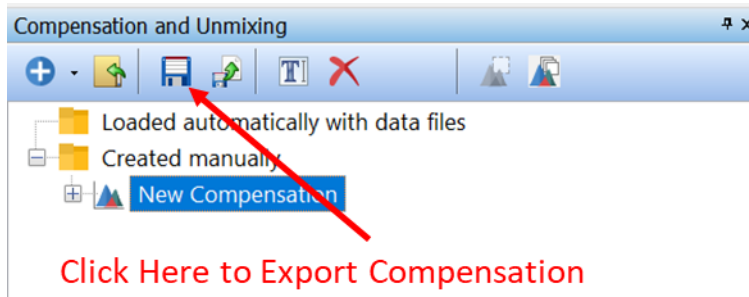 Compensation and Unmixing
Loaded automatically with data files
Created manually
New Compensation
Click Here to Export Compensation